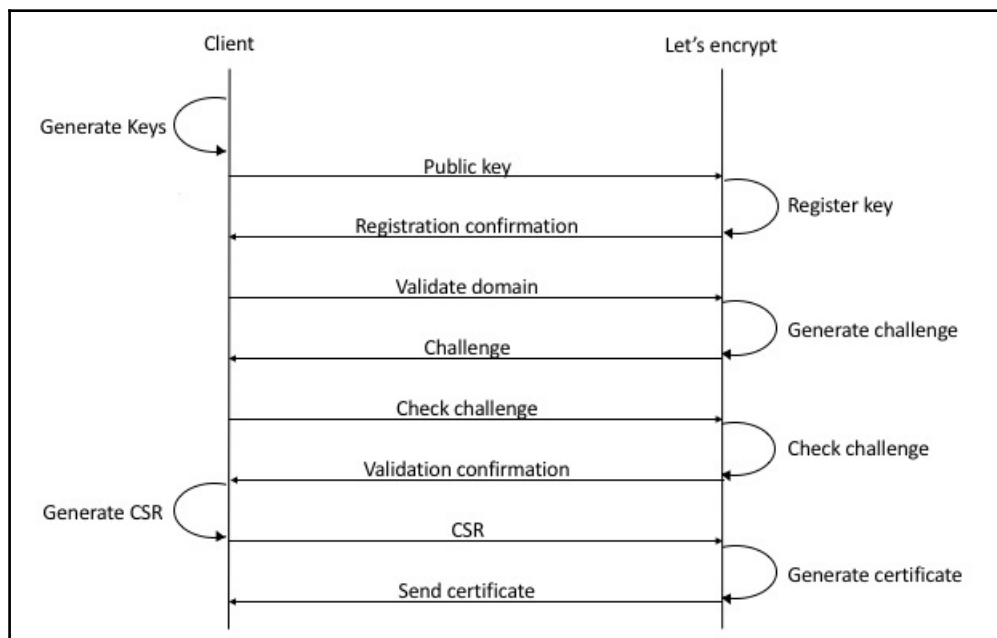 Client
Let's encrypt
Generate Keys
Public key
Register key
Registration confirmation
Validate domain
Generate challenge
Challenge
Check challenge
Check challenge
Validation confirmation
Generate CSR
CSR
Generate certificate
Send certificate